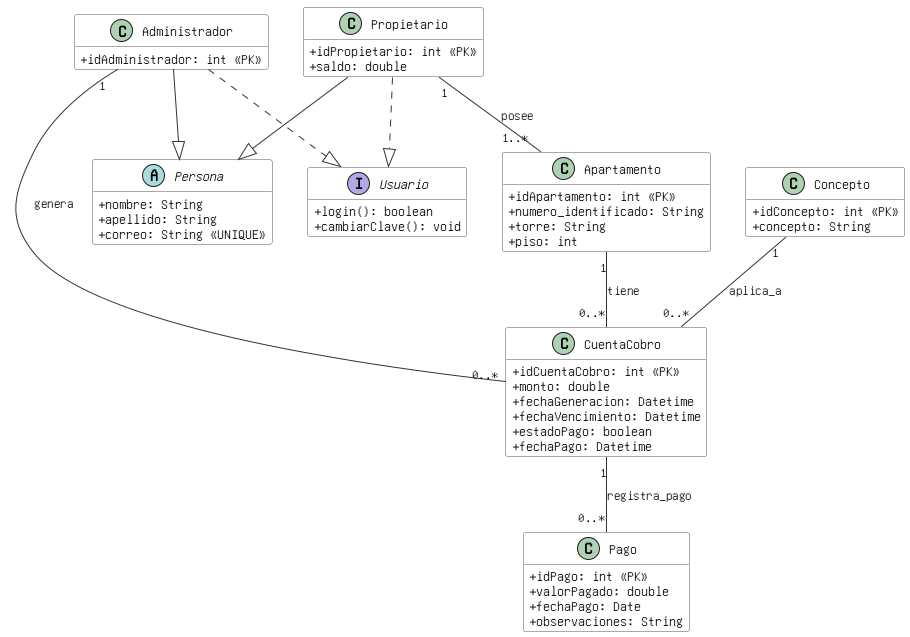 C Administrador
+idAdministrador: int «PK»
C Propietario
+idPropietario: int «PK»
+saldo: double
1
1
posee
1..*
genera
A Persona
+nombre: String
+apellido: String
+correo: String «UNIQUE»
I Usuario
+login(): boolean
+cambiarClave(): void
C Apartamento
+idApartamento: int «PK»
+numero_identificado: String
+torre: String
+piso: int
C Concepto
+idConcepto: int «PK»
+concepto: String
1
tiene
0..*
1
aplica_a
0..*
0..*
C CuentaCobro
+idCuentaCobro: int «PK»
+monto: double
+fechaGeneracion: Datetime
+fechaVencimiento: Datetime
+estadoPago: boolean
+fechaPago: Datetime
1
registra_pago
0..*
C Pago
+idPago: int «PK»
+valorPagado: double
+fechaPago: Date
+observaciones: String